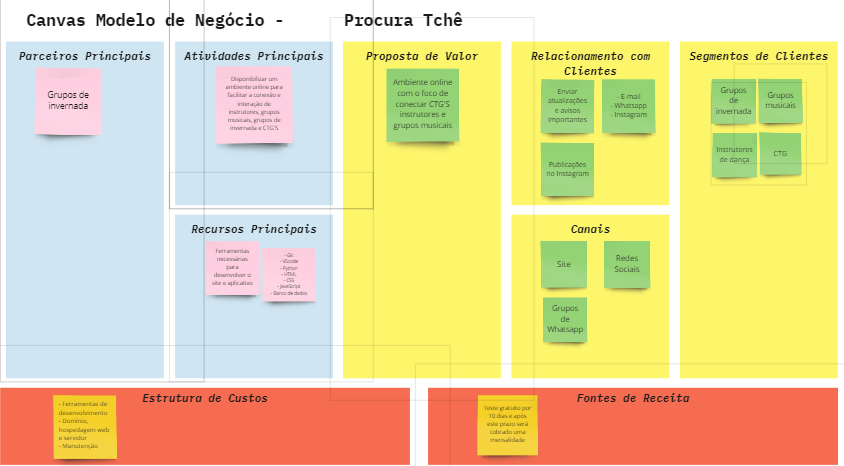 Canvas Modelo de Negócio - Procura Tchê
Parceiros Principais
Grupos de
invernada
Atividades Principais
Disponibilizar um
ambiente online para
facilitar a conexão e
interação de
instrutores, grupos
musicais, grupos de
invernada e CTG'S
Recursos Principais
Ferramentas
necessárias
para
desenvolver o
site e aplicativo
- Git
- VScode
- Python
- HTML
- CSS
- JavaScript
- Banco de dados
Proposta de Valor
Ambiente online
com o foco de
conectar CTG'S
instrutores e
grupos musicais
Relacionamento com
Clientes
Enviar
atualizações
e avisos
importantes
- E-mail
- Whatsapp
- Instagram
Publicações
no Instagram
Canais
Site
Redes
Sociais
Grupos
de
Whatsapp
Segmentos de Clientes
Grupos
de
invernada
Grupos
musicais
Instrutores
de dança
CTG
Estrutura de Custos
- Ferramentas de
desenvolvimento
- Domínio,
hospedagem web
e servidor
- Manutenção
Fontes de Receita
Teste gratuito por
10 dias e após
este prazo será
cobrado uma
mensalidade